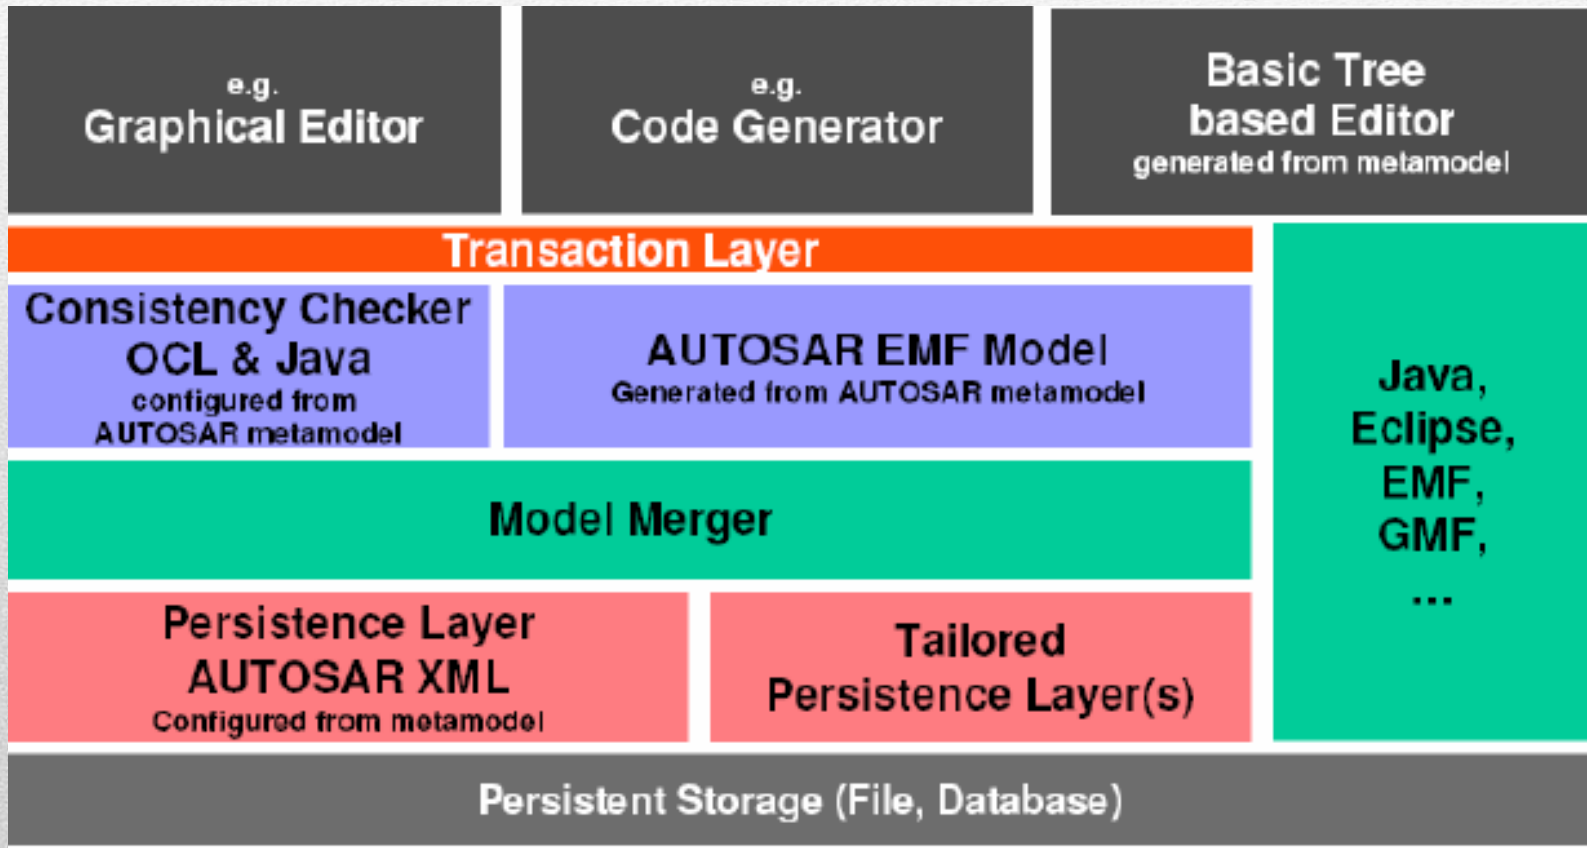 e.g.
Graphical Editor
e.g.
Code Generator
Basic Tree
based Editor
generated from metamodel
Transaction Layer
Consistency Checker
OCL & Java
configured from
AUTOSAR metamodel
AUTOSAR EMF Model
Generated from AUTOSAR metamodel
Java,
Eclipse,
EMF,
GMF,
...
Model Merger
Persistence Layer
AUTOSAR XML
Configured from metamodel
Tailored
Persistence Layer(s)
Persistent Storage (File, Database)